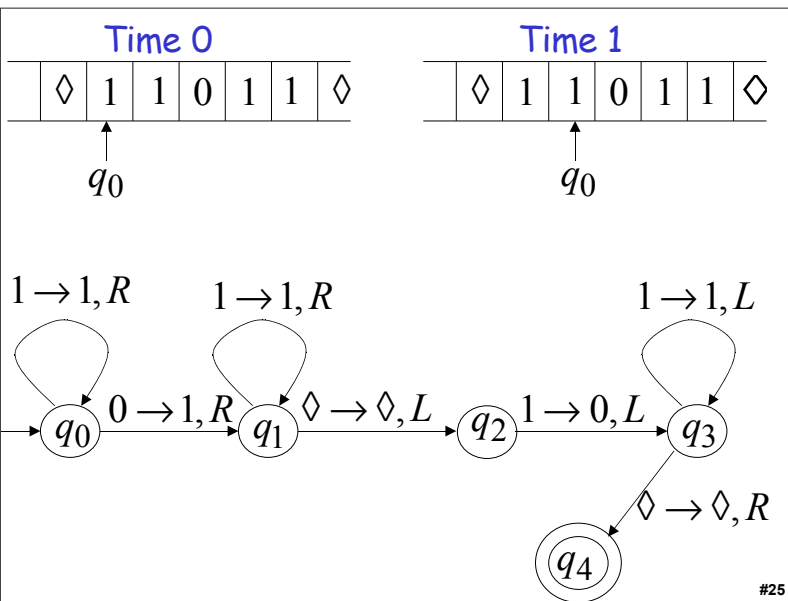 Time 0 Time 1
◊ 1 1 0 1 1 ◊ ◊ 1 1 0 1 1 ◊
q0 q0
1 → 1, R 1 → 1, R 1 → 1, L
q0 0 → 1, R q1 ◊ → ◊, L q2 1 → 0, L q3
◊ → ◊, R
q4
#25